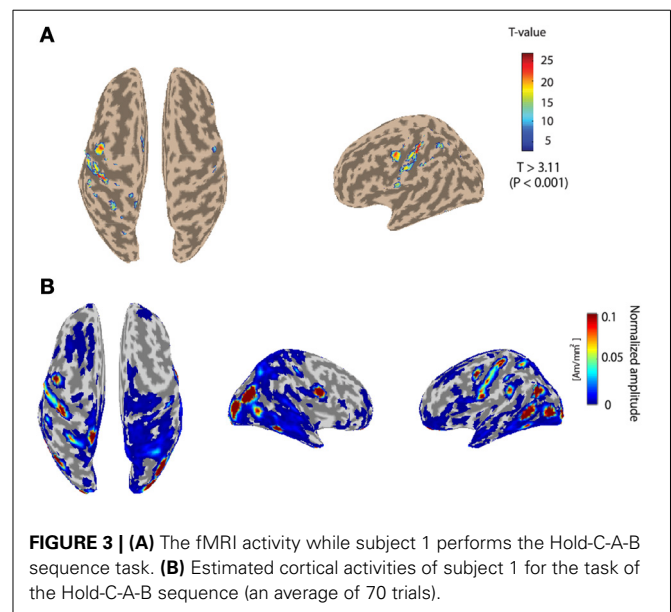 A
T-value
25
20
15
10
5
T > 3.11
(P < 0.001)
B
0.1
0.05
0
[Am/mm²]
Normalized amplitude
FIGURE 3 | (A) The fMRI activity while subject 1 performs the Hold-C-A-B
sequence task. (B) Estimated cortical activities of subject 1 for the task of
the Hold-C-A-B sequence (an average of 70 trials).